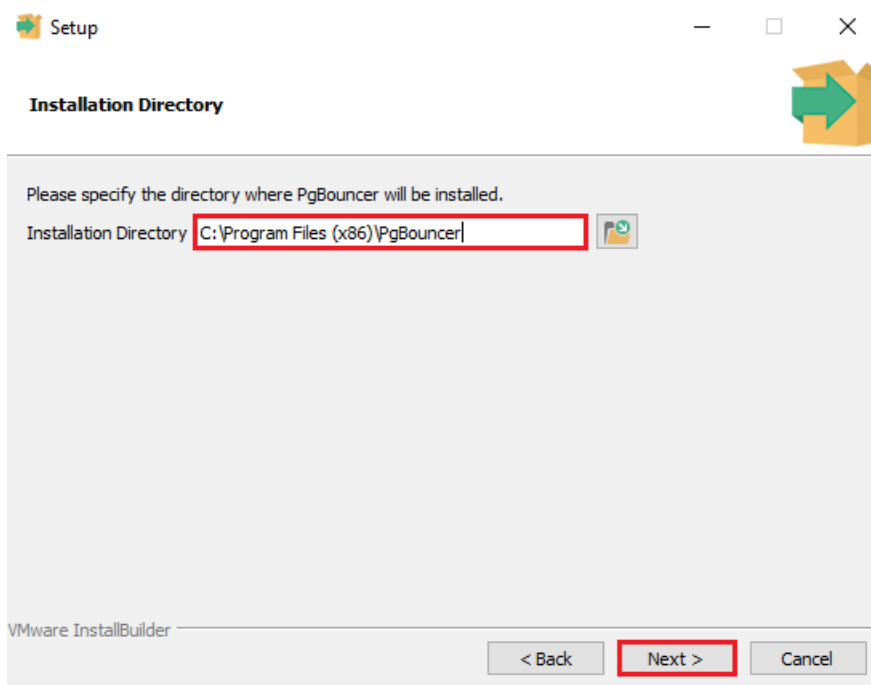 Setup
Installation Directory
Please specify the directory where PgBouncer will be installed.
Installation Directory C:\Program Files (x86)\PgBouncer
VMware InstallBuilder
< Back Next > Cancel